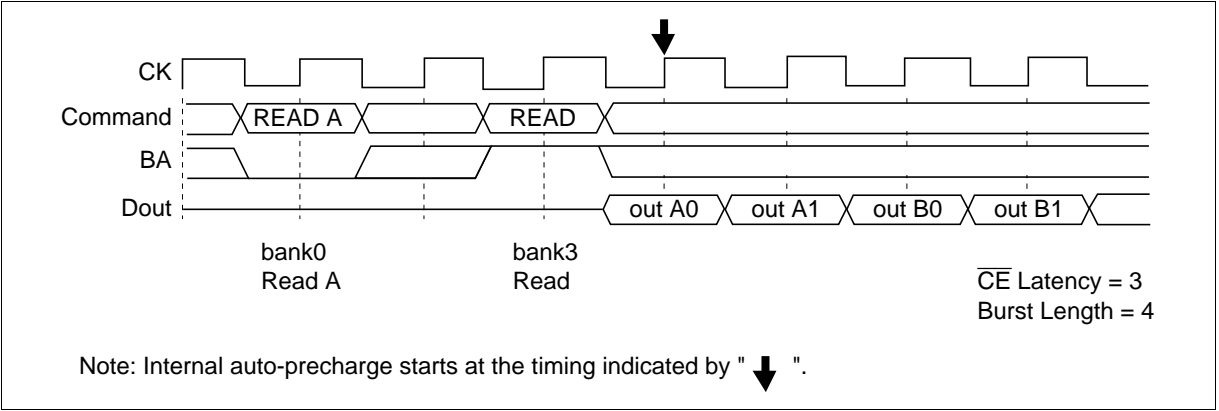 CK
Command READ A READ
BA
Dout out A0 out A1 out B0 out B1
bank0 bank3
Read A Read
CE Latency = 3
Burst Length = 4
Note: Internal auto-precharge starts at the timing indicated by " ".